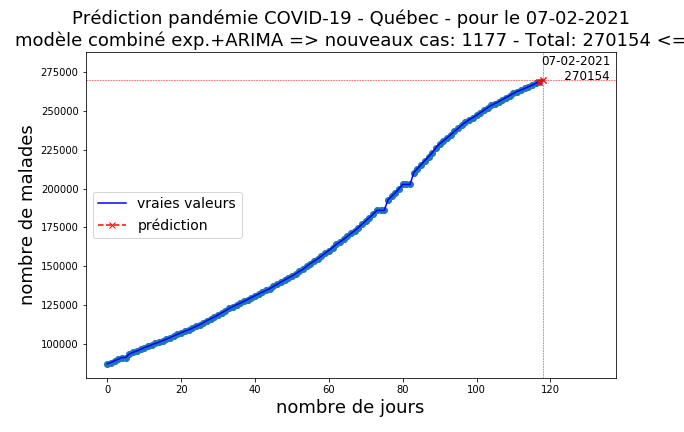 Prédiction pandémie COVID-19 - Québec - pour le 07-02-2021
modèle combiné exp.+ARIMA => nouveaux cas: 1177 - Total: 270154 <=
07-02-2021
270154
275000
250000
225000
200000
175000
150000
125000
100000
nombre de malades
vraies valeurs
prédiction
0 20 40 60 80 100 120
nombre de jours